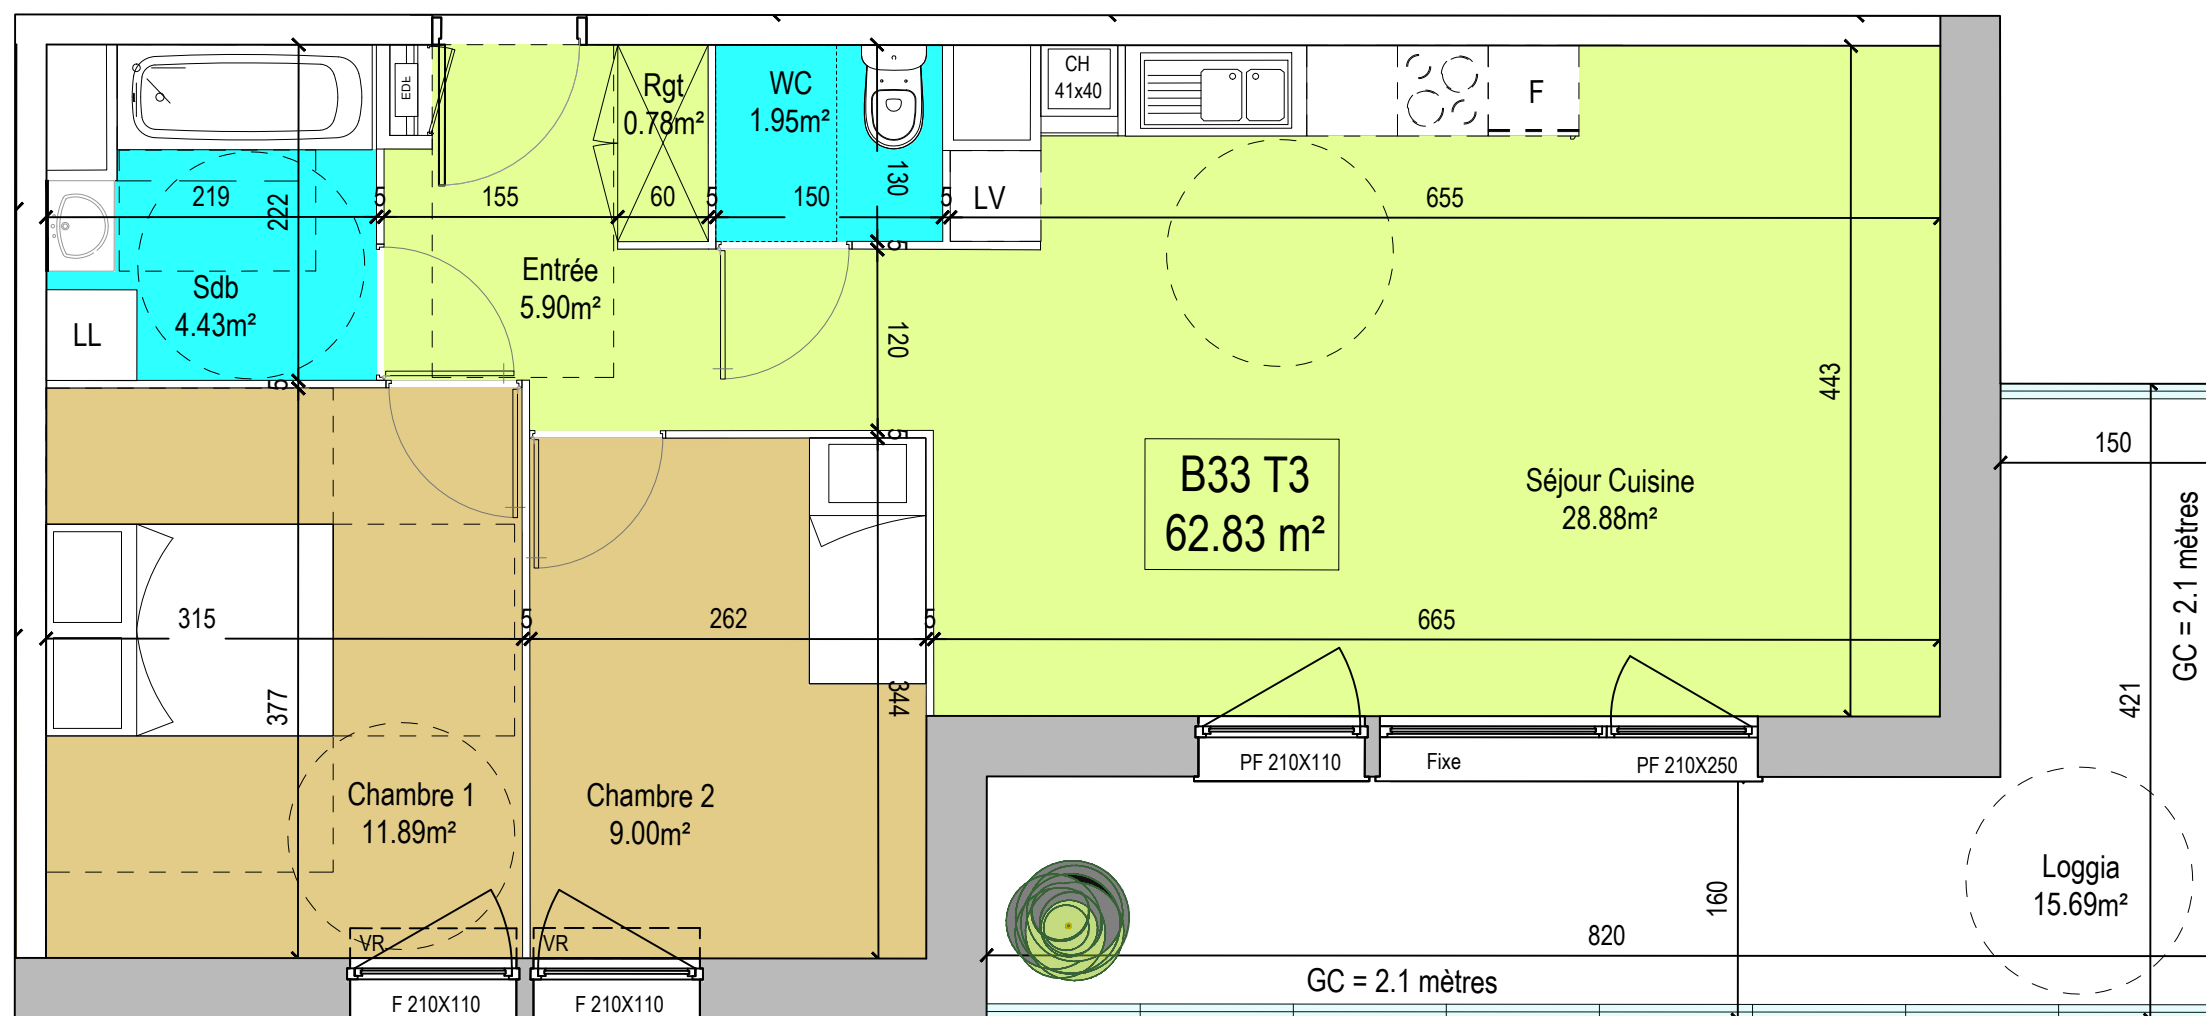 EDE
Rgt
0.78m²
WC
1.95m²
CH
41x40
F
219
222
5
155
60
5
150
130
5
LV
655
5
Sdb
4.43m²
Entrée
5.90m²
LL
120
5
5
443
B33 T3
62.83 m²
Séjour Cuisine
28.88m²
150
GC = 2.1 mètres
421
315
5
262
5
665
377
344
Chambre 1
11.89m²
Chambre 2
9.00m²
PF 210X110
Fixe
PF 210X250
Loggia
15.69m²
160
820
VR
VR
GC = 2.1 mètres
F 210X110
F 210X110